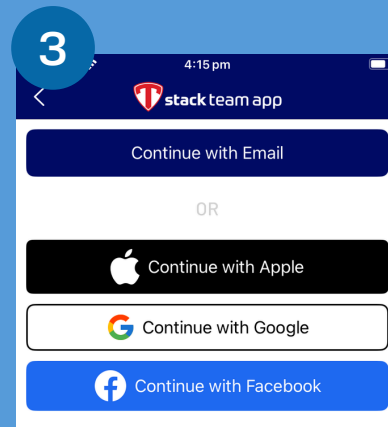 3
4:15 pm
stack team app
Continue with Email
OR
Continue with Apple
Continue with Google
Continue with Facebook